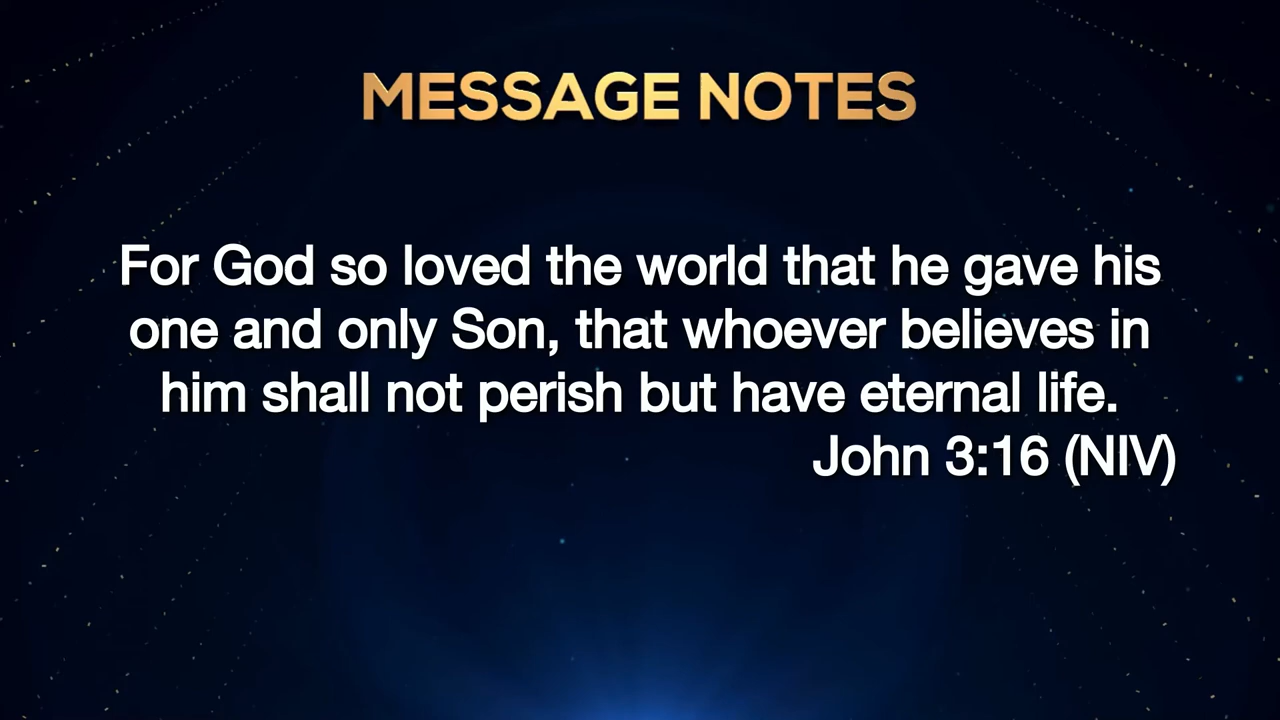 MESSAGE NOTES
For God so loved the world that he gave his
one and only Son, that whoever believes in
him shall not perish but have eternal life.
John 3:16 (NIV)